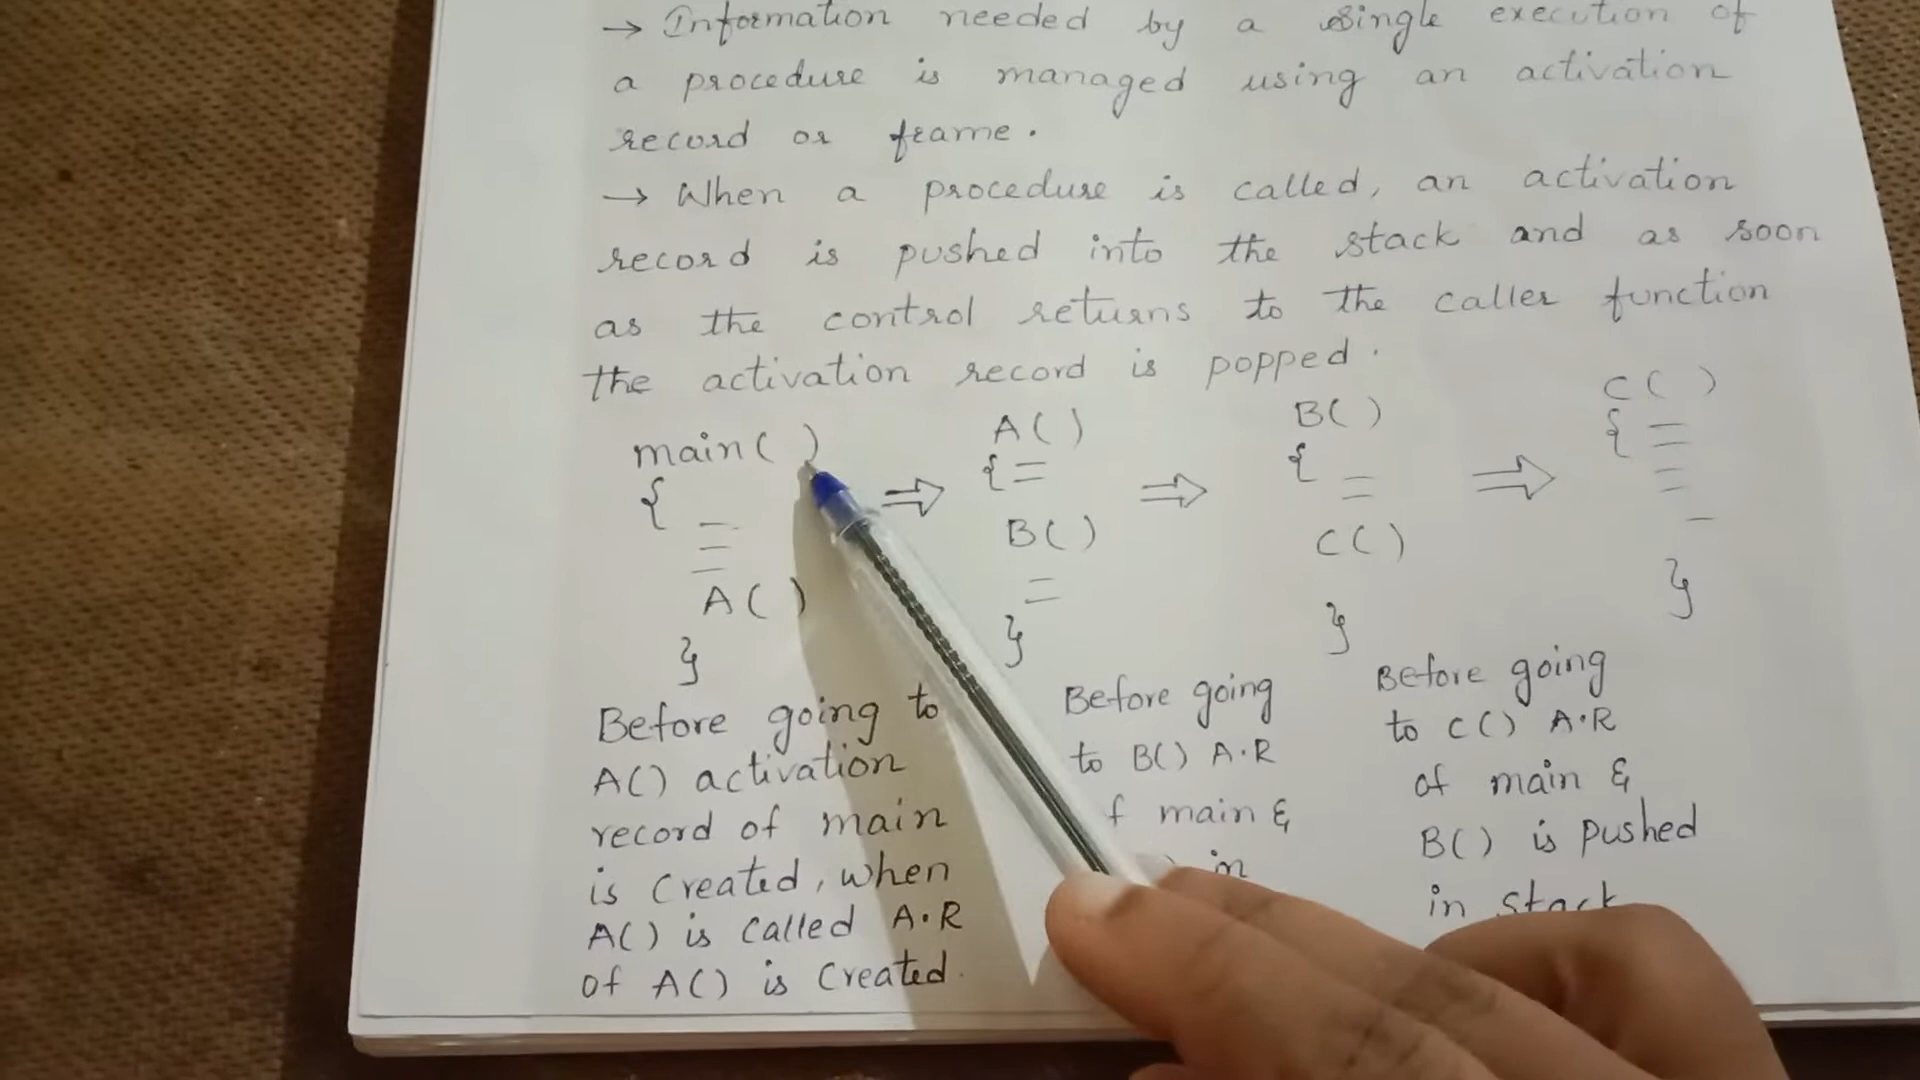 → Information needed by a single execution of
a procedure is managed using an activation
record or frame.
→ When a procedure is called, an activation
record is pushed into the stack and as soon
as the control returns to the caller function
the activation record is popped.
main( )
{
A( )
}
Before going to
A() activation
record of main
is created, when
A() is called A.R
of A() is created.
⇒
A()
{
B()
}
Before going
to B() A.R
f main &
in
⇒
B()
{
C()
}
Before going
to C() A.R
of main &
B() is pushed
in stack
⇒
C( )
{
}